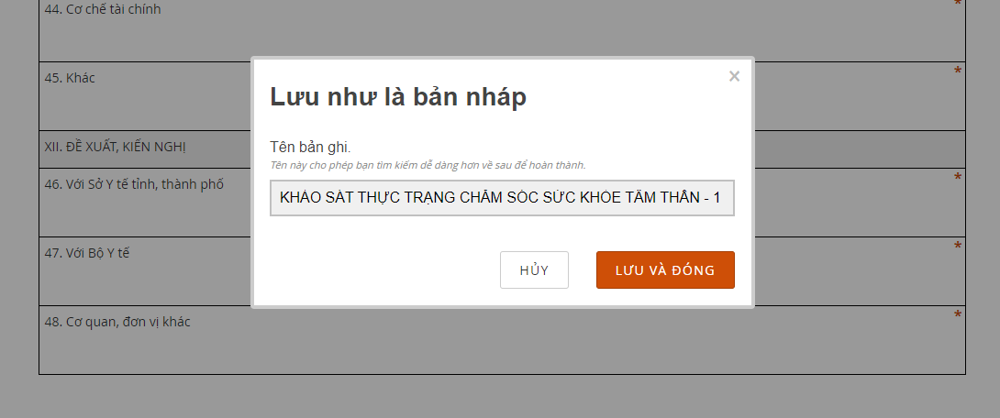 44. Cơ chế tài chính
*
45. Khác
*
×
Lưu như là bản nháp
Tên bản ghi.
Tên này cho phép bạn tìm kiếm dễ dàng hơn về sau để hoàn thành.
KHẢO SÁT THỰC TRẠNG CHĂM SÓC SỨC KHỎE TÂM THẦN - 1
HỦY
LƯU VÀ ĐÓNG
XII. ĐỀ XUẤT, KIẾN NGHỊ
46. Với Sở Y tế tỉnh, thành phố
*
47. Với Bộ Y tế
*
48. Cơ quan, đơn vị khác
*